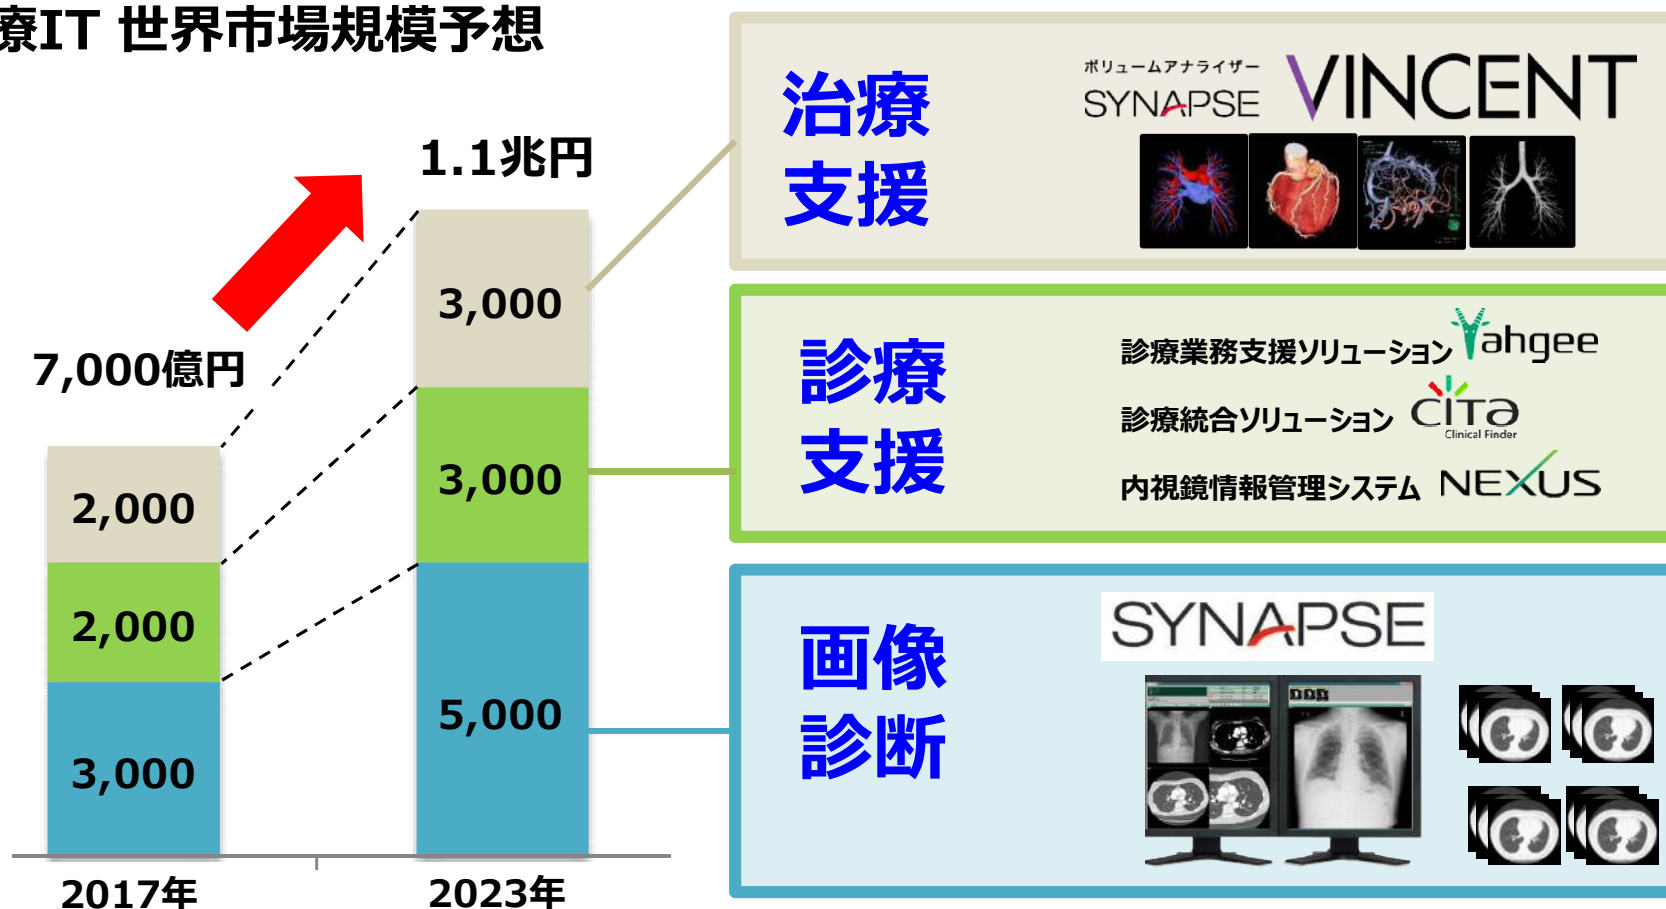 療IT 世界市場規模予想
1.1兆円
7,000億円
3,000
3,000
5,000
2,000
2,000
3,000
2017年
2023年
治療
支援
ボリュームアナライザー
SYNAPSE VINCENT
診療
支援
診療業務支援ソリューション Yahgee
診療統合ソリューション CITA
Clinical Finder
内視鏡情報管理システム NEXUS
画像
診断
SYNAPSE